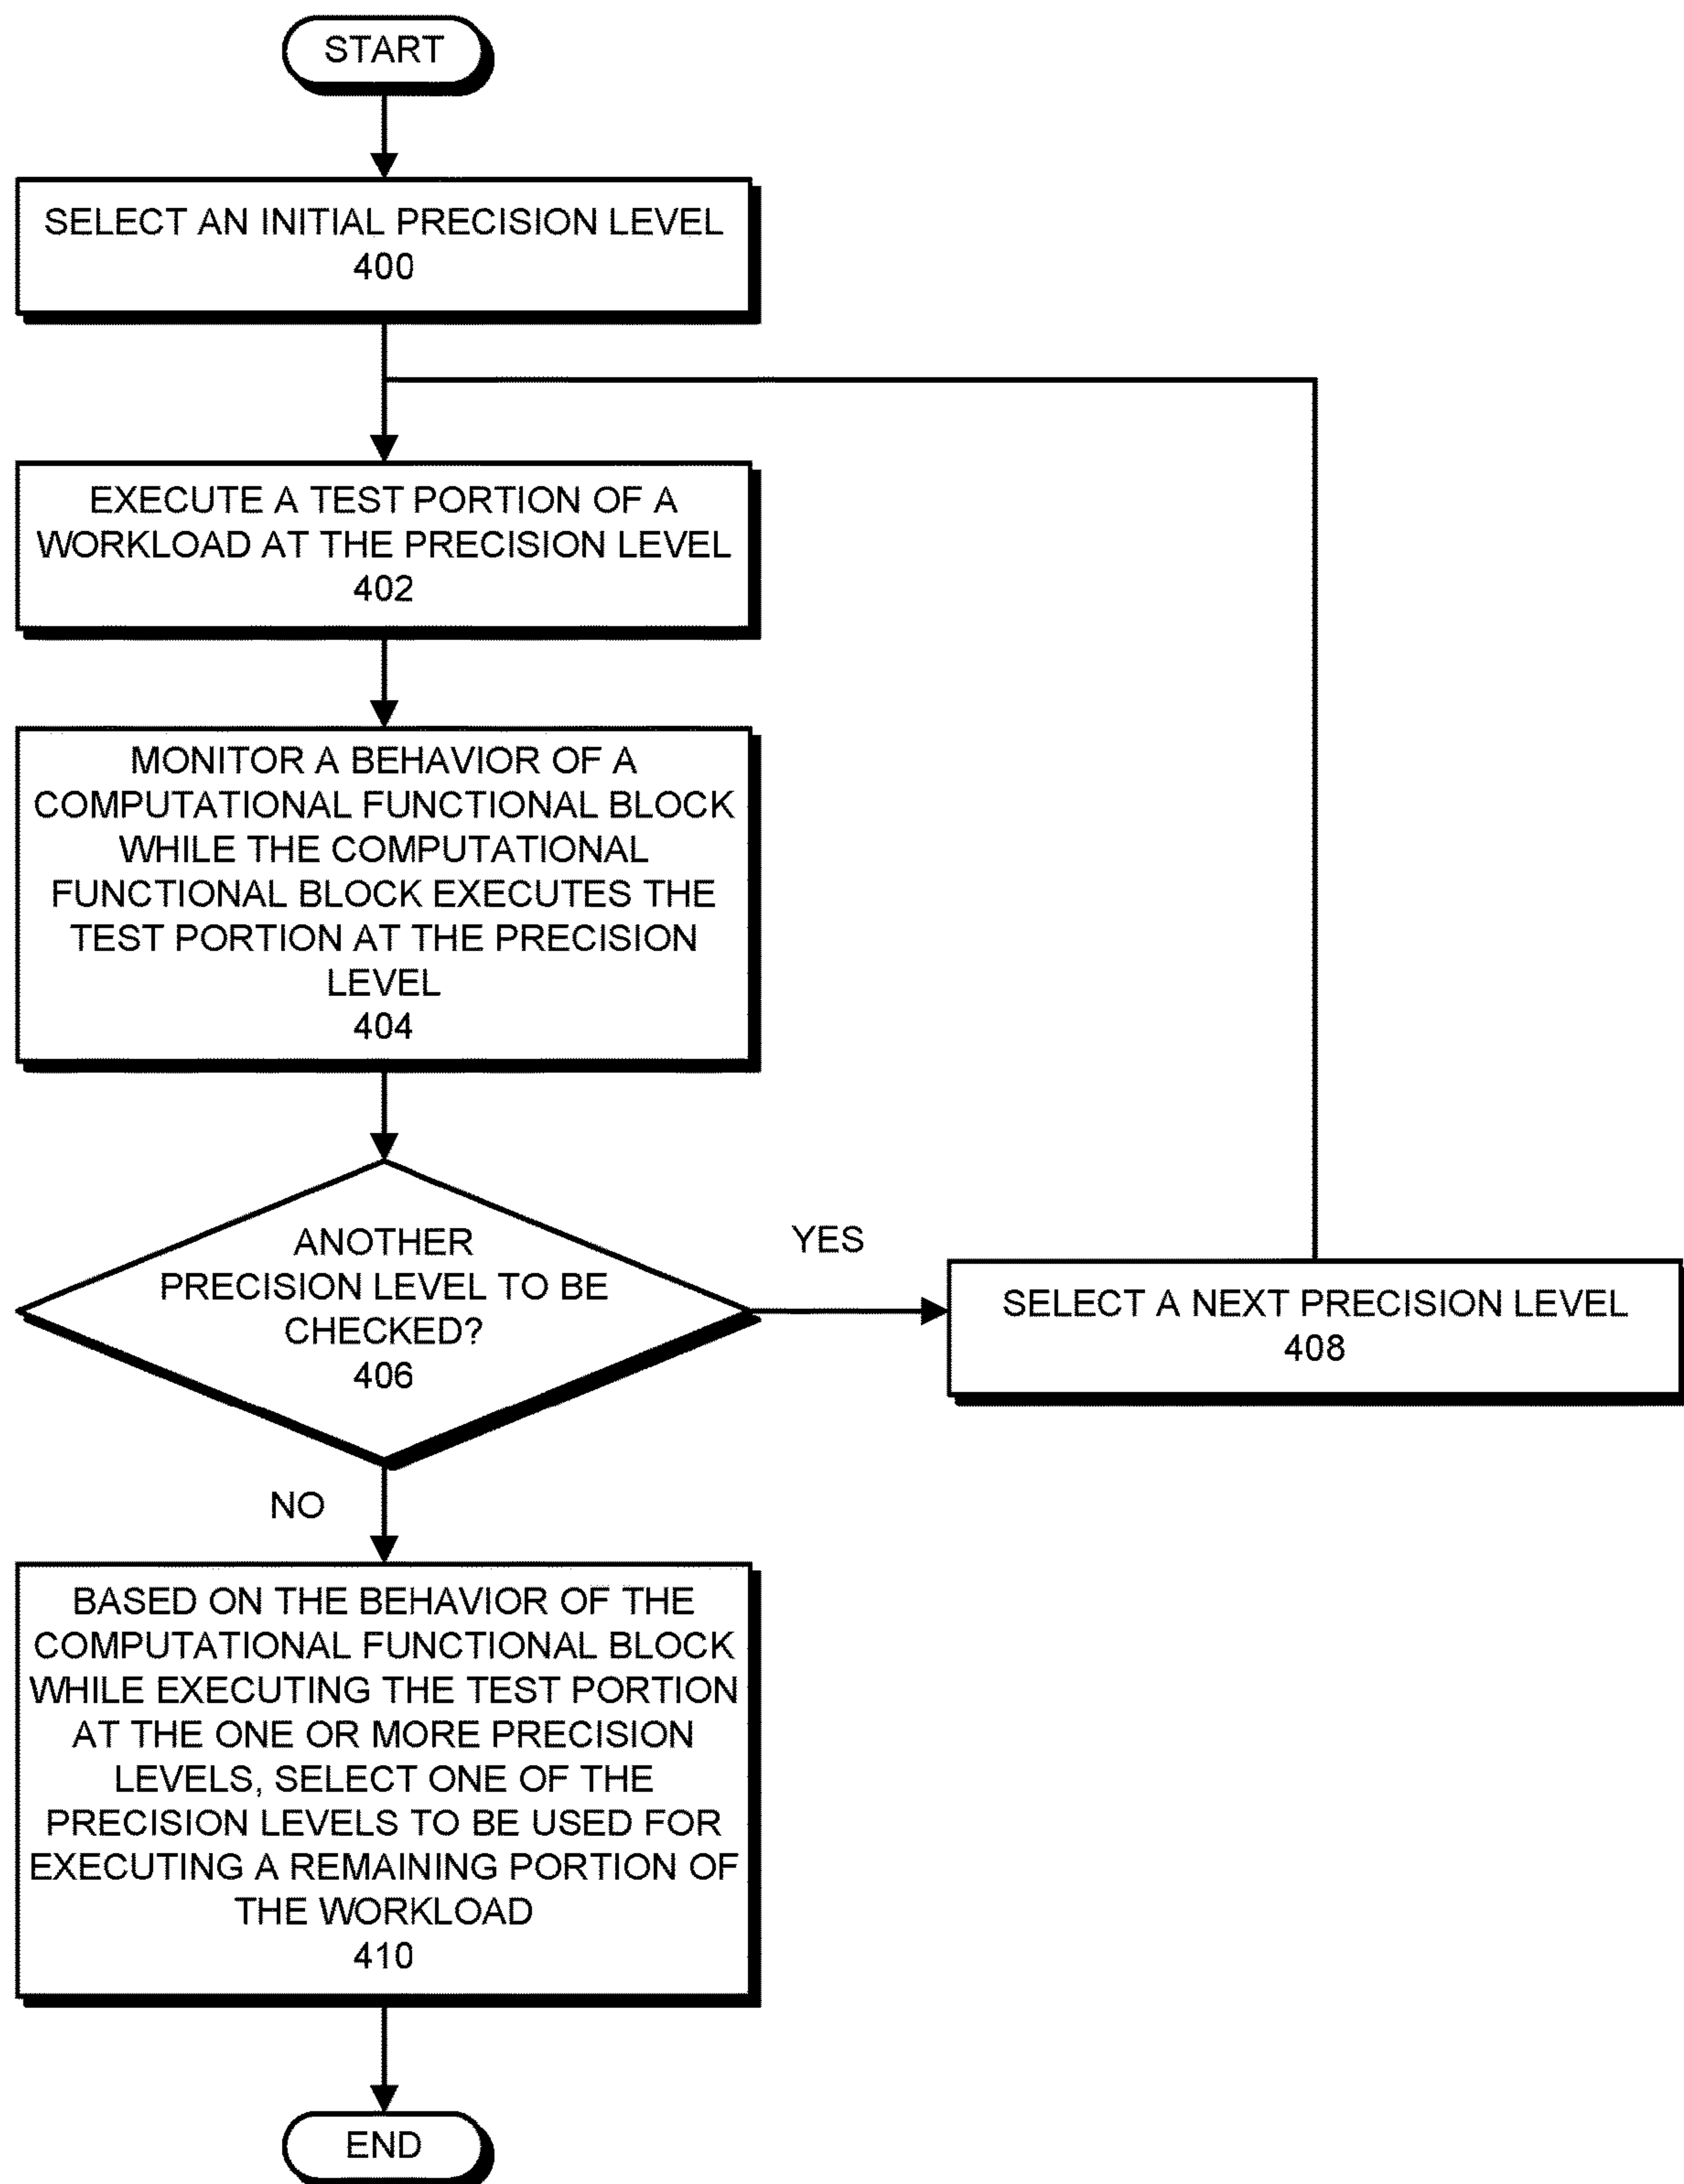 START
SELECT AN INITIAL PRECISION LEVEL
400
EXECUTE A TEST PORTION OF A
WORKLOAD AT THE PRECISION LEVEL
402
MONITOR A BEHAVIOR OF A
COMPUTATIONAL FUNCTIONAL BLOCK
WHILE THE COMPUTATIONAL
FUNCTIONAL BLOCK EXECUTES THE
TEST PORTION AT THE PRECISION
LEVEL
404
ANOTHER
PRECISION LEVEL TO BE
CHECKED?
406
YES
SELECT A NEXT PRECISION LEVEL
408
NO
BASED ON THE BEHAVIOR OF THE
COMPUTATIONAL FUNCTIONAL BLOCK
WHILE EXECUTING THE TEST PORTION
AT THE ONE OR MORE PRECISION
LEVELS, SELECT ONE OF THE
PRECISION LEVELS TO BE USED FOR
EXECUTING A REMAINING PORTION OF
THE WORKLOAD
410
END